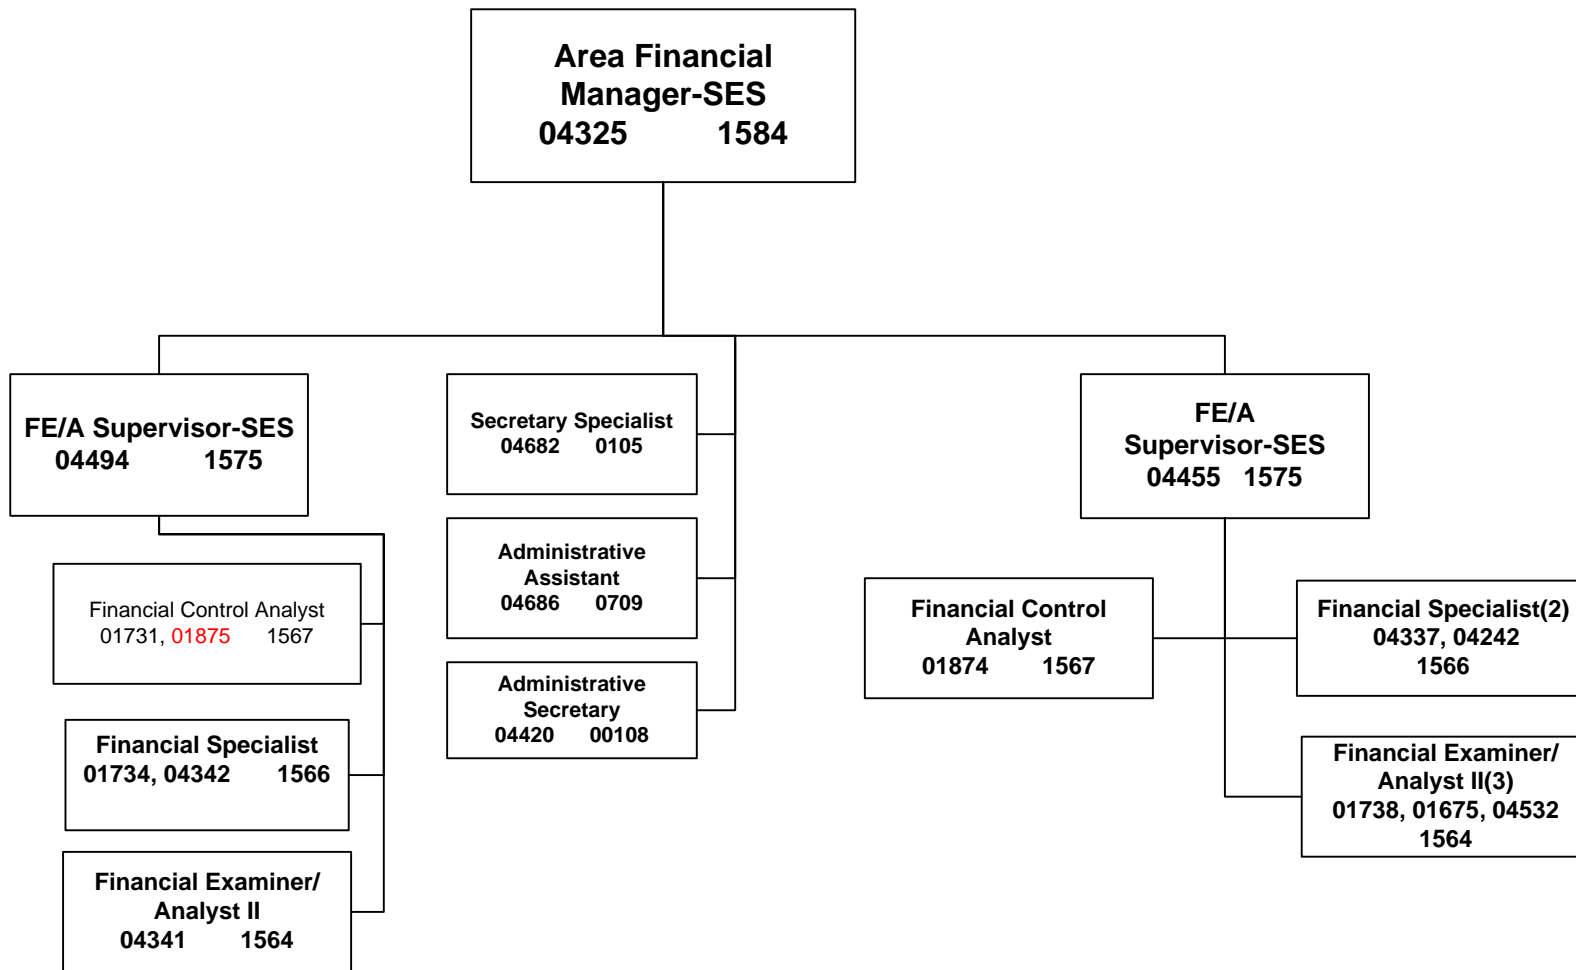 Area Financial
Manager-SES
04325 1584
FE/A Supervisor-SES
04494 1575
Financial Control Analyst
01731, 01875 1567
Financial Specialist
01734, 04342 1566
Financial Examiner/
Analyst II
04341 1564
Secretary Specialist
04682 0105
Administrative
Assistant
04686 0709
Administrative
Secretary
04420 00108
FE/A
Supervisor-SES
04455 1575
Financial Control
Analyst
01874 1567
Financial Specialist(2)
04337, 04242
1566
Financial Examiner/
Analyst II(3)
01738, 01675, 04532
1564